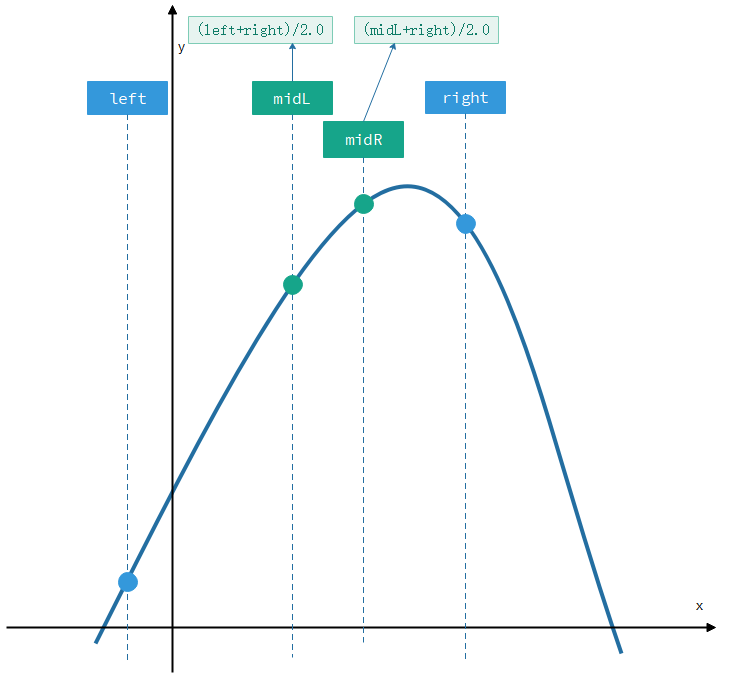 (left+right)/2.0
(midL+right)/2.0
y
left
midL
right
midR
x